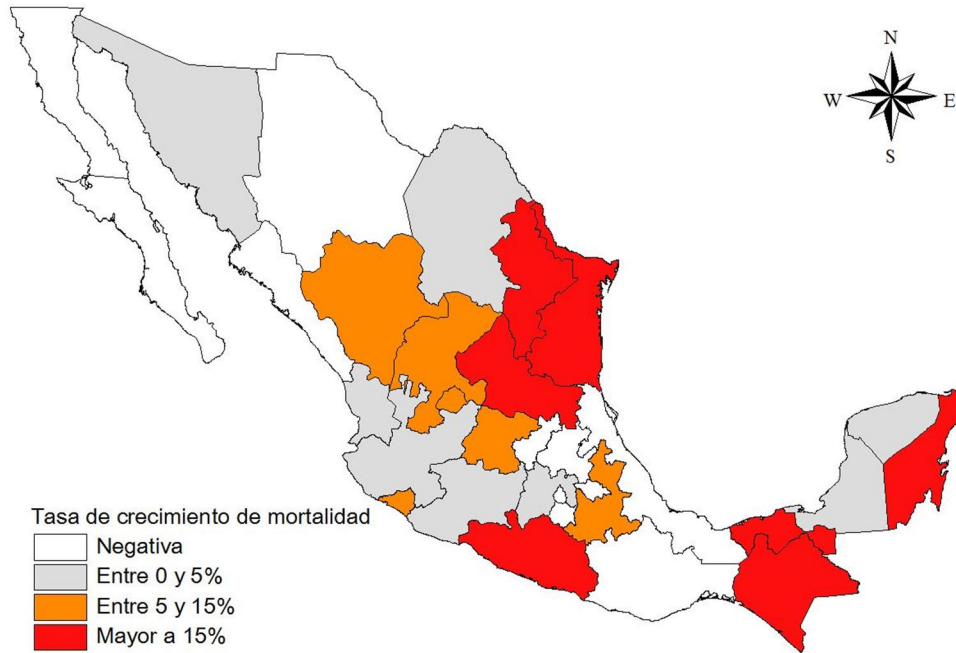 N
W E
S
Tasa de crecimiento de mortalidad
Negativa
Entre 0 y 5%
Entre 5 y 15%
Mayor a 15%